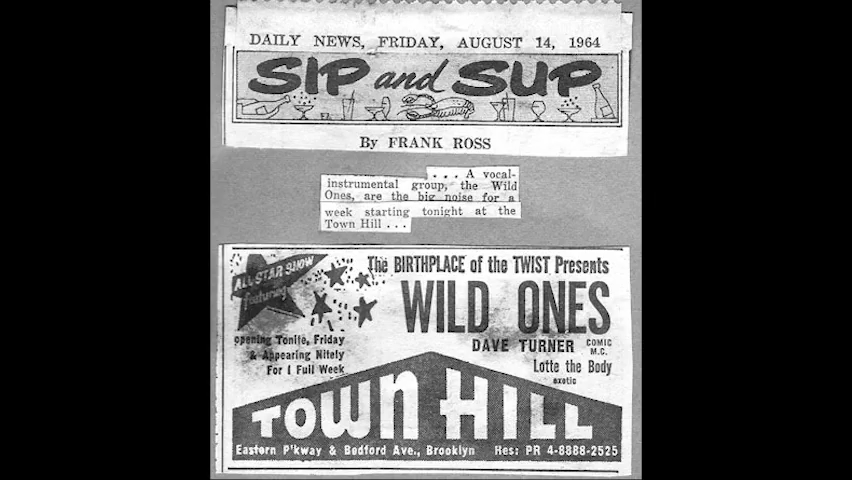 DAILY NEWS, FRIDAY, AUGUST 14, 1964
SIP and SUP
By FRANK ROSS
. . . A vocal-
instrumental group, the Wild
Ones, are the big noise for a
week starting tonight at the
Town Hill . . .
ALL STAR SHOW
featuring
The BIRTHPLACE of the TWIST Presents
WILD ONES
opening Tonite, Friday
& Appearing Nitely
For 1 Full Week
DAVE TURNER COMIC M.C.
Lotte the Body
exotic
TOWN HILL
Eastern P'kway & Bedford Ave., Brooklyn Res: PR 4-8888-2525